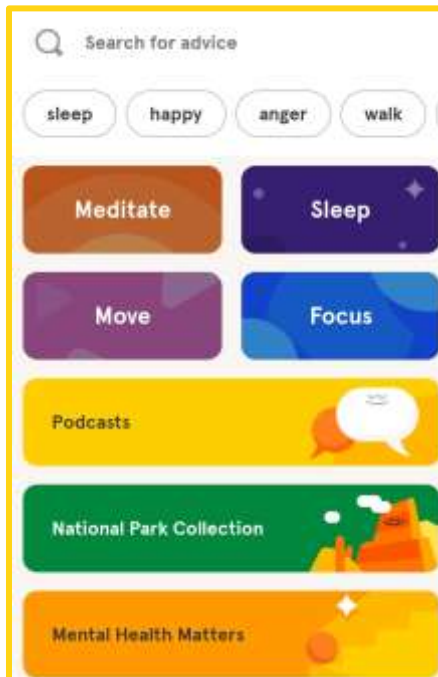 Search for advice
sleep happy anger walk
Meditate Sleep
Move Focus
Podcasts
National Park Collection
Mental Health Matters